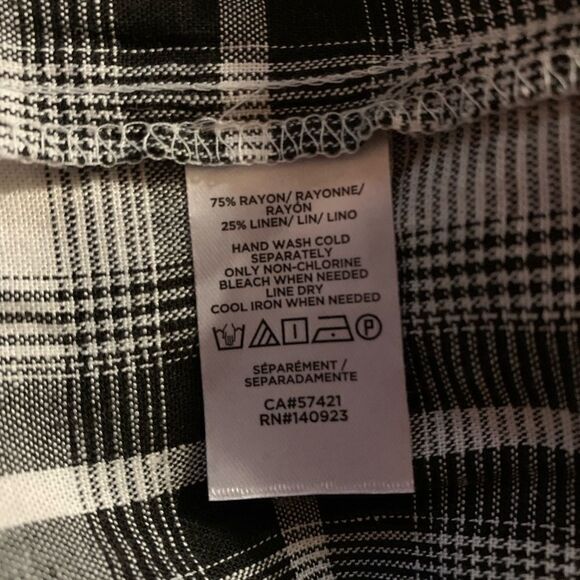 75% RAYON/ RAYONNE/
RAYÓN
25% LINEN/ LIN/ LINO
HAND WASH COLD
SEPARATELY
ONLY NON-CHLORINE
BLEACH WHEN NEEDED
LINE DRY
COOL IRON WHEN NEEDED
P
SÉPARÉMENT /
SEPARADAMENTE
CA#57421
RN#140923